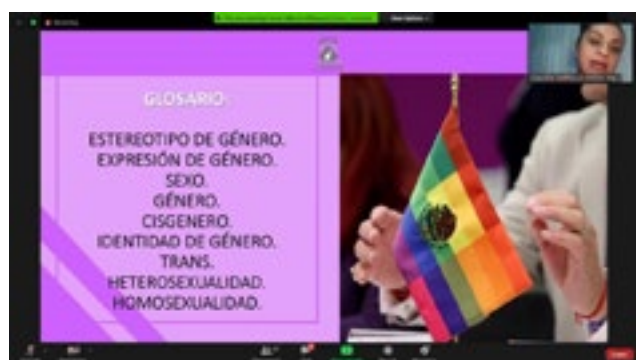 GLOSARIO:
ESTEREOTIPO DE GÉNERO.
EXPRESIÓN DE GÉNERO.
SEXO.
GÉNERO.
CISGENERO.
IDENTIDAD DE GÉNERO.
TRANS.
HETEROSEXUALIDAD.
HOMOSEXUALIDAD.